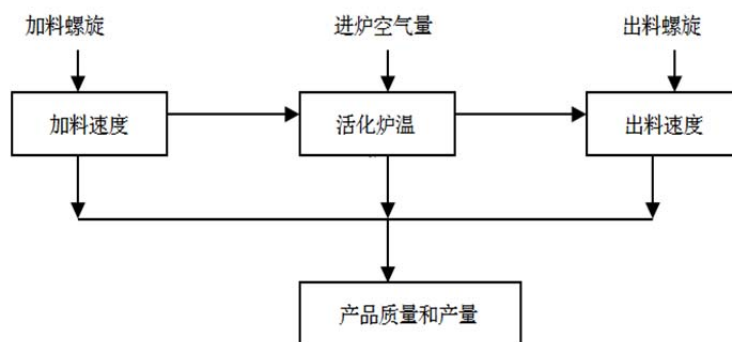 加料螺旋
进炉空气量
出料螺旋
加料速度
活化炉温
出料速度
产品质量和产量